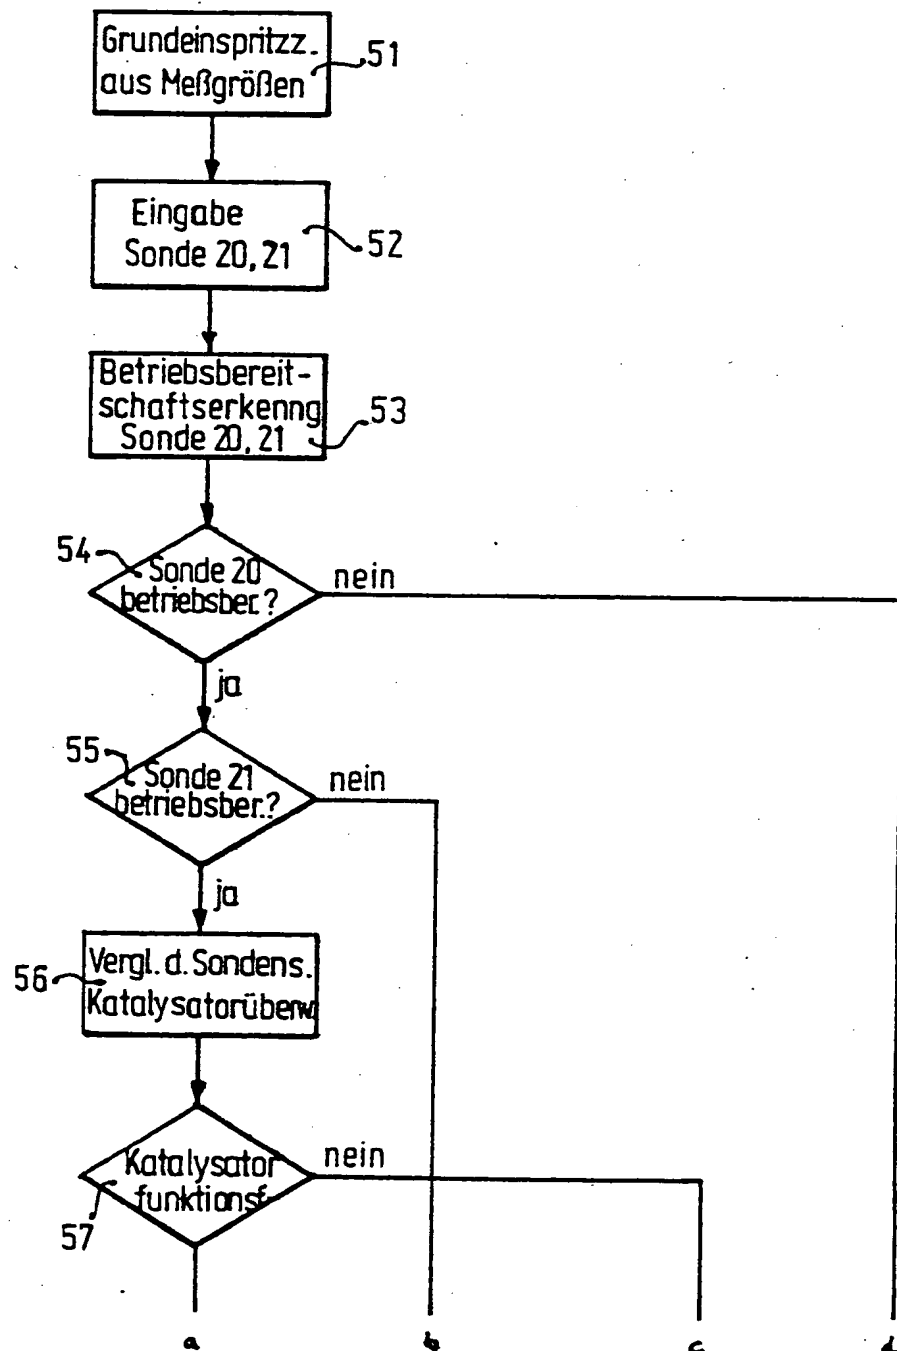 Grundeinspritzz.
aus Meßgrößen
51
Eingabe
Sonde 20, 21
52
Betriebsbereit-
schaftserkenng
Sonde 20, 21
53
54
Sonde 20
betriebsber.?
nein
ja
55
Sonde 21
betriebsber.?
nein
ja
56
Vergl. d. Sondens.
Katalysatorüberw.
Katalysator
funktionsf.
nein
57
a b c d